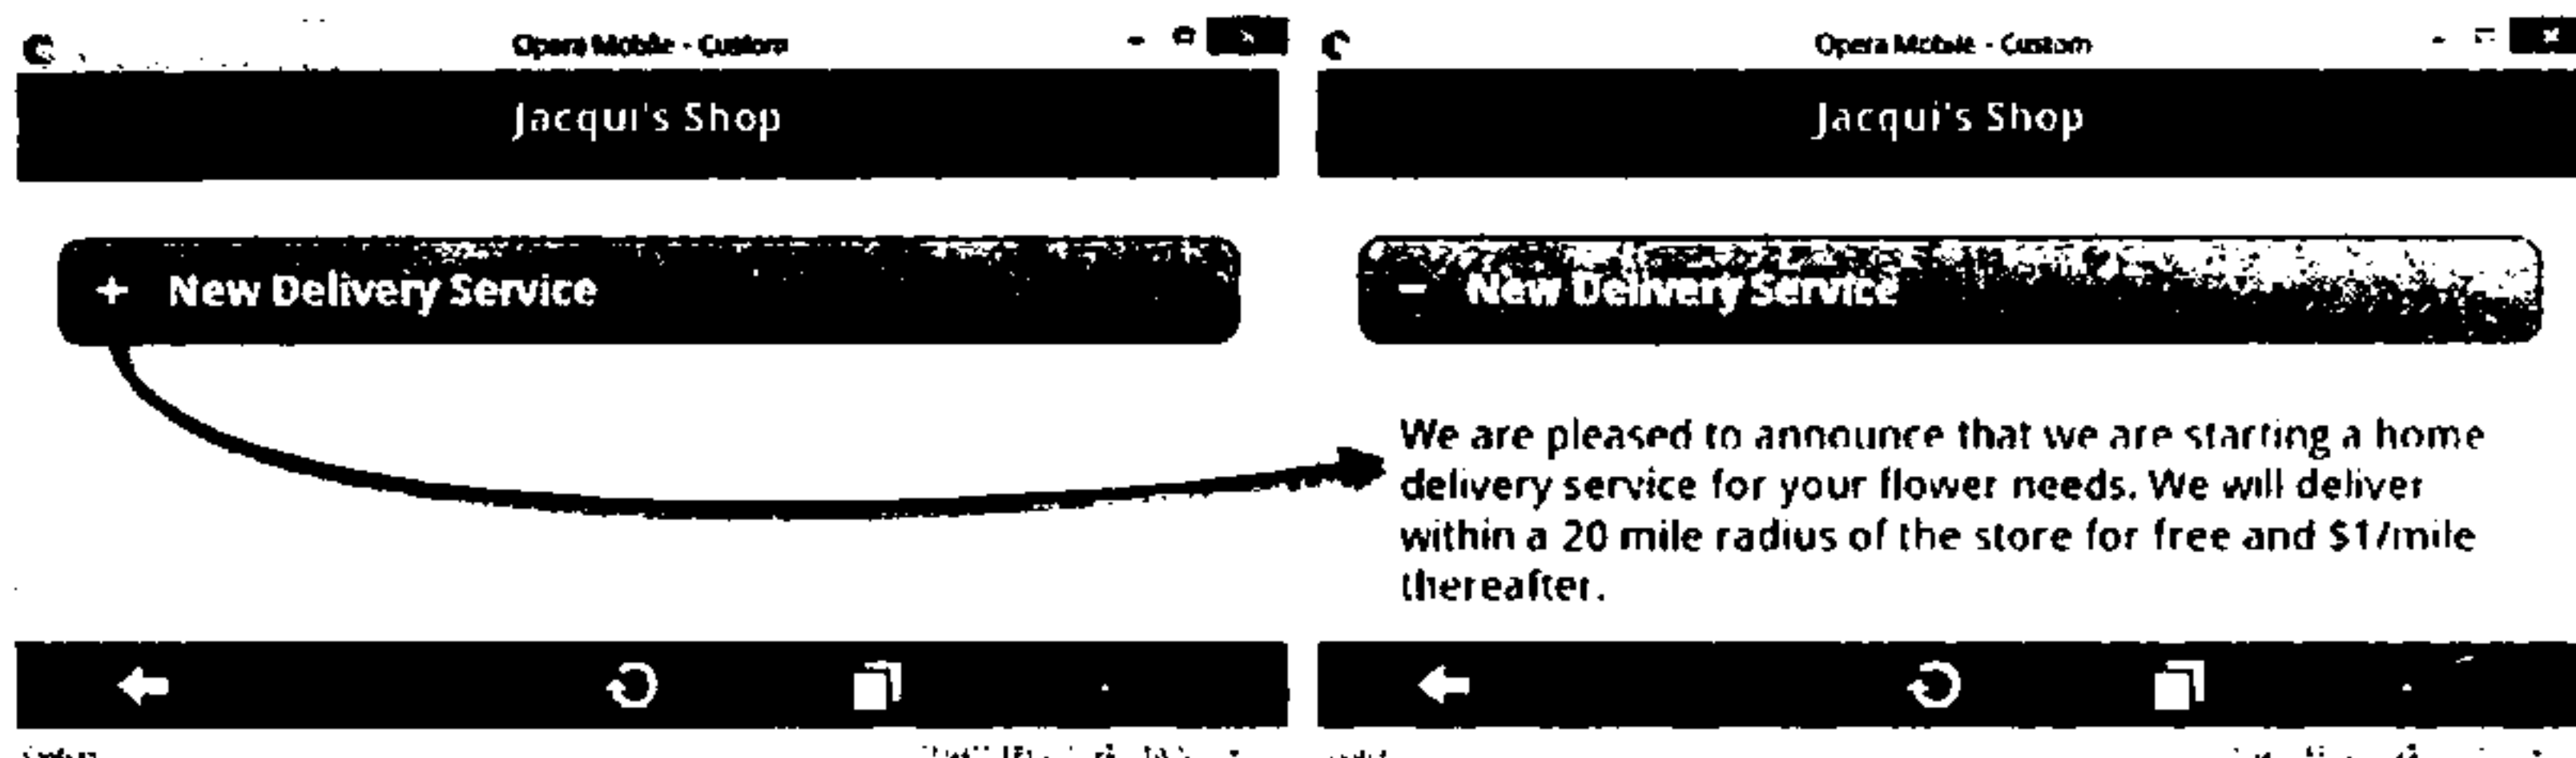 Opera Mobile - Custom
Jacqui's Shop
+ New Delivery Service
Opera Mobile - Custom
Jacqui's Shop
− New Delivery Service
We are pleased to announce that we are starting a home
delivery service for your flower needs. We will deliver
within a 20 mile radius of the store for free and $1/mile
thereafter.